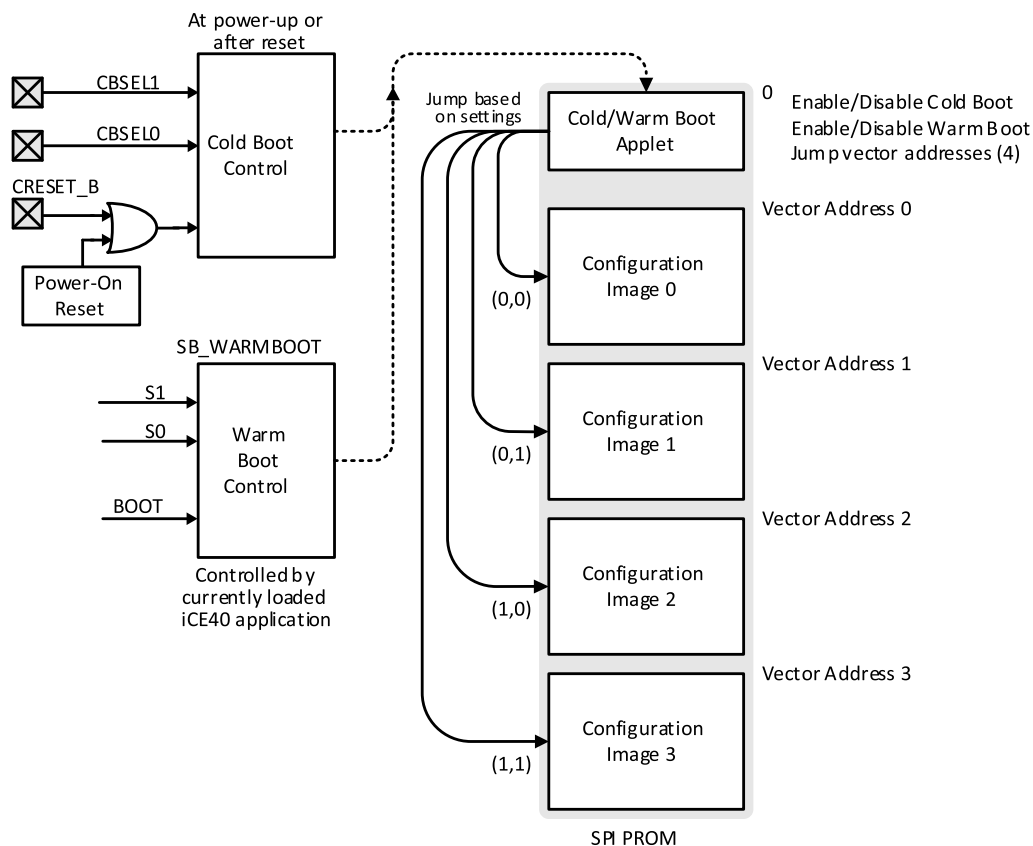 At power-up or
after reset
CBSEL1
CBSEL0
CRESET_B
Cold Boot
Control
Power-On
Reset
SB_WARMBOOT
S1
S0
BOOT
Warm
Boot
Control
Controlled by
currently loaded
iCE40 application
Jump based
on settings
Cold/Warm Boot
Applet
0
Enable/Disable Cold Boot
Enable/Disable Warm Boot
Jump vector addresses (4)
Vector Address 0
Configuration
Image 0
(0,0)
Vector Address 1
Configuration
Image 1
(0,1)
Vector Address 2
Configuration
Image 2
(1,0)
Vector Address 3
Configuration
Image 3
(1,1)
SPI PROM